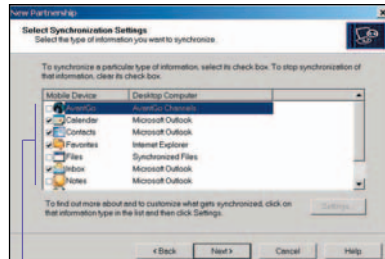 New Partnership
Select Synchronization Settings
Select the type of information you want to synchronize.
To synchronize a particular type of information, select its check box. To stop synchronization of
that information, clear its check box.
Mobile Device Desktop Computer
AvantGo AvantGo Channels
Calendar Microsoft Outlook
Contacts Microsoft Outlook
Favorites Internet Explorer
Files Synchronized Files
Inbox Microsoft Outlook
Notes Microsoft Outlook
To find out more about and to customize what gets synchronized, click on
that information type in the list and then click Settings.
Settings...
< Back Next > Cancel Help